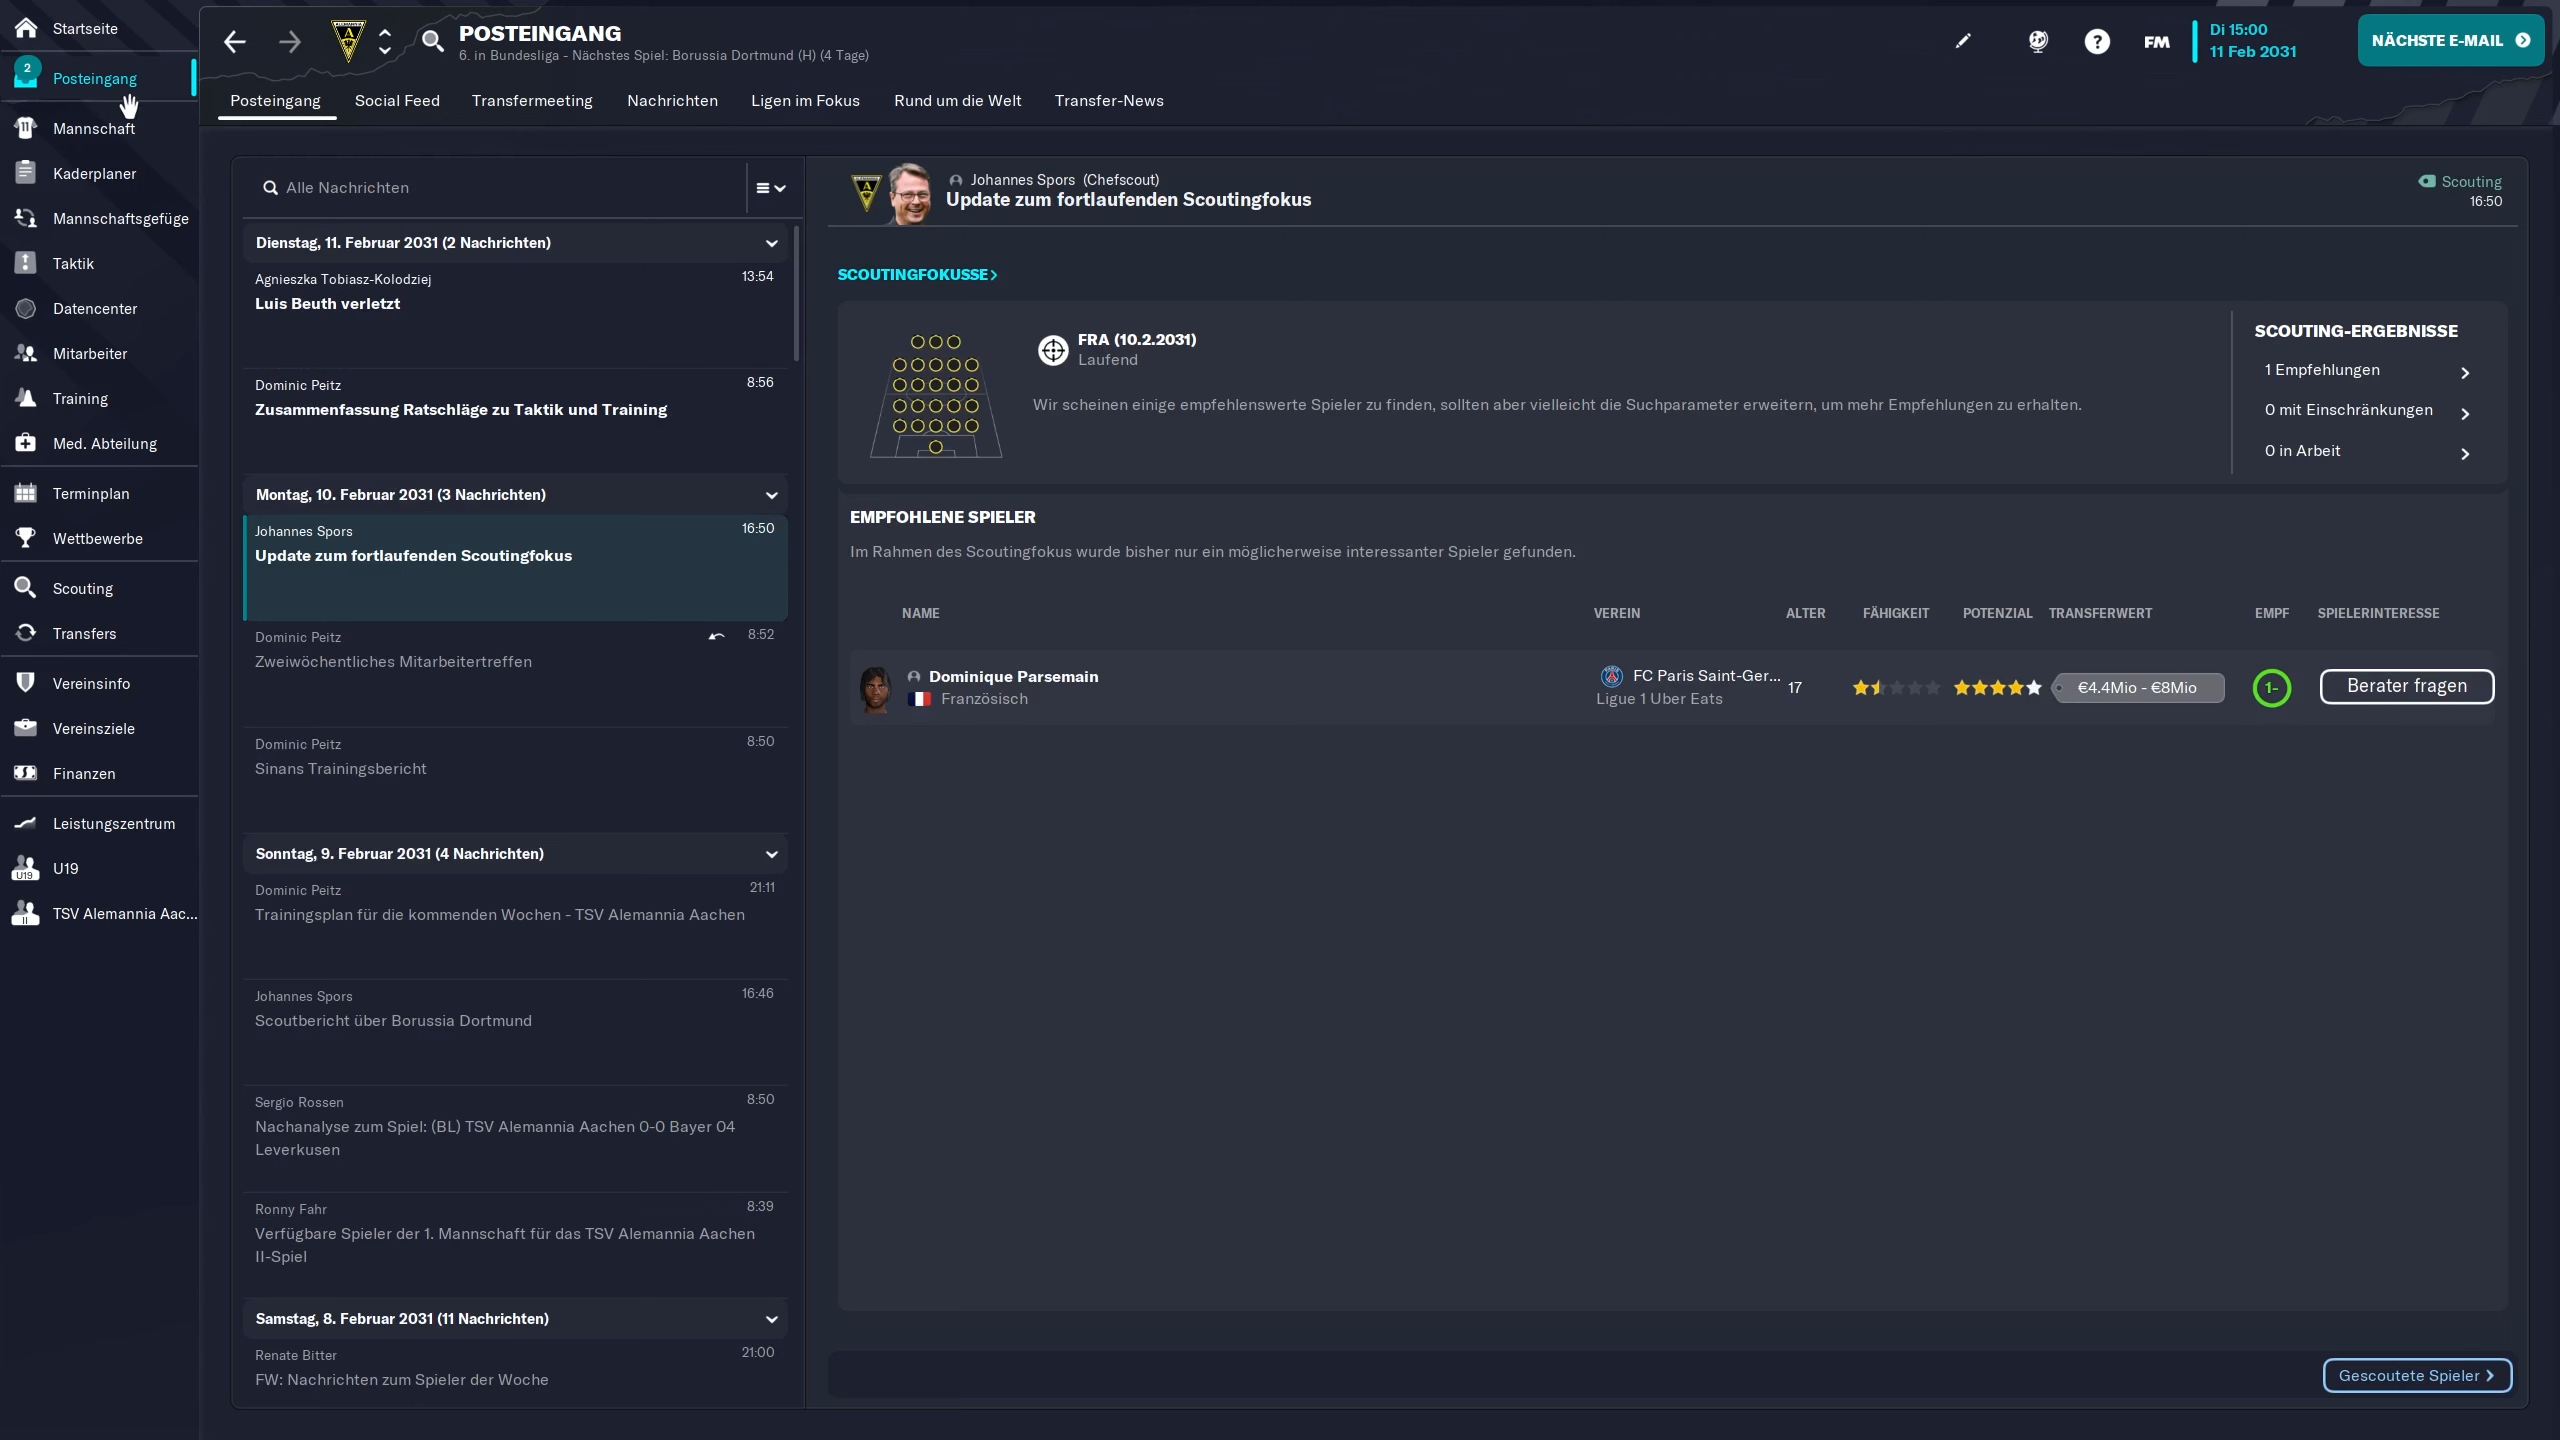 Startseite
2
Posteingang
Mannschaft
Kaderplaner
Mannschaftsgefüge
Taktik
Datencenter
Mitarbeiter
Training
Med. Abteilung
Terminplan
Wettbewerbe
Scouting
Transfers
Vereinsinfo
Vereinsziele
Finanzen
Leistungszentrum
U19
U19
II
TSV Alemannia Aac...
POSTEINGANG
6. in Bundesliga - Nächstes Spiel: Borussia Dortmund (H) (4 Tage)
?
FM
Di 15:00
11 Feb 2031
NÄCHSTE E-MAIL
Posteingang
Social Feed
Transfermeeting
Nachrichten
Ligen im Fokus
Rund um die Welt
Transfer-News
Alle Nachrichten
Dienstag, 11. Februar 2031 (2 Nachrichten)
Agnieszka Tobiasz-Kolodziej 13:54
Luis Beuth verletzt
Dominic Peitz 8:56
Zusammenfassung Ratschläge zu Taktik und Training
Montag, 10. Februar 2031 (3 Nachrichten)
Johannes Spors 16:50
Update zum fortlaufenden Scoutingfokus
Dominic Peitz 8:52
Zweiwöchentliches Mitarbeitertreffen
Dominic Peitz 8:50
Sinans Trainingsbericht
Sonntag, 9. Februar 2031 (4 Nachrichten)
Dominic Peitz 21:11
Trainingsplan für die kommenden Wochen - TSV Alemannia Aachen
Johannes Spors 16:46
Scoutbericht über Borussia Dortmund
Sergio Rossen 8:50
Nachanalyse zum Spiel: (BL) TSV Alemannia Aachen 0-0 Bayer 04
Leverkusen
Ronny Fahr 8:39
Verfügbare Spieler der 1. Mannschaft für das TSV Alemannia Aachen
II-Spiel
Samstag, 8. Februar 2031 (11 Nachrichten)
Renate Bitter 21:00
FW: Nachrichten zum Spieler der Woche
Johannes Spors (Chefscout)
Update zum fortlaufenden Scoutingfokus
Scouting
16:50
SCOUTINGFOKUSSE
FRA (10.2.2031)
Laufend
Wir scheinen einige empfehlenswerte Spieler zu finden, sollten aber vielleicht die Suchparameter erweitern, um mehr Empfehlungen zu erhalten.
SCOUTING-ERGEBNISSE
1 Empfehlungen
0 mit Einschränkungen
0 in Arbeit
EMPFOHLENE SPIELER
Im Rahmen des Scoutingfokus wurde bisher nur ein möglicherweise interessanter Spieler gefunden.
NAME VEREIN ALTER FÄHIGKEIT POTENZIAL TRANSFERWERT EMPF SPIELERINTERESSE
Dominique Parsemain
Französisch
FC Paris Saint-Ger...
Ligue 1 Uber Eats
17
€4.4Mio - €8Mio
1-
Berater fragen
Gescoutete Spieler